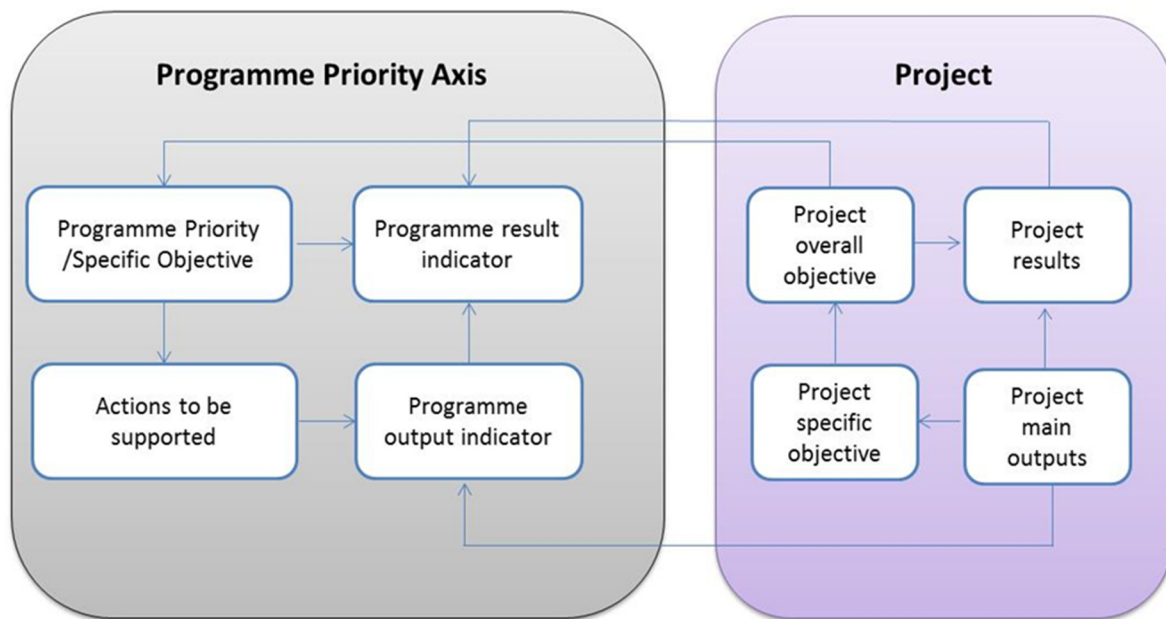 Programme Priority Axis
Project
Programme Priority
/Specific Objective
Programme result
indicator
Project
overall
objective
Project
results
Actions to be
supported
Programme
output indicator
Project
specific
objective
Project
main
outputs